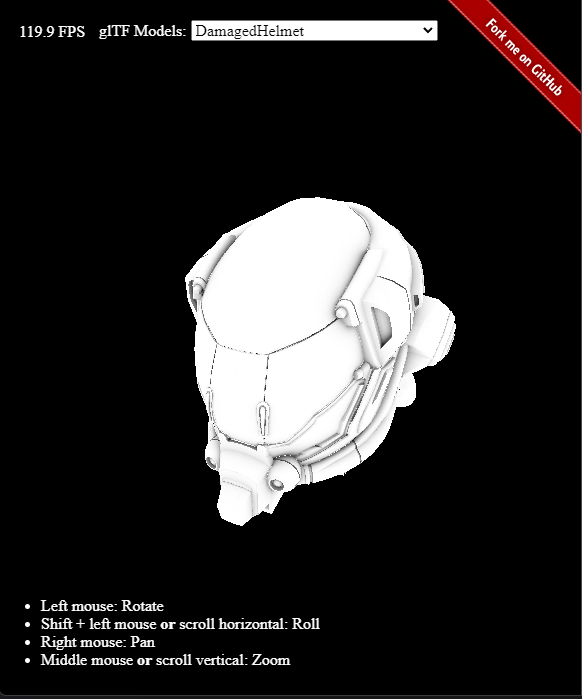 119.9 FPS glTF Models: DamagedHelmet
Fork me on GitHub
Left mouse: Rotate
Shift + left mouse or scroll horizontal: Roll
Right mouse: Pan
Middle mouse or scroll vertical: Zoom